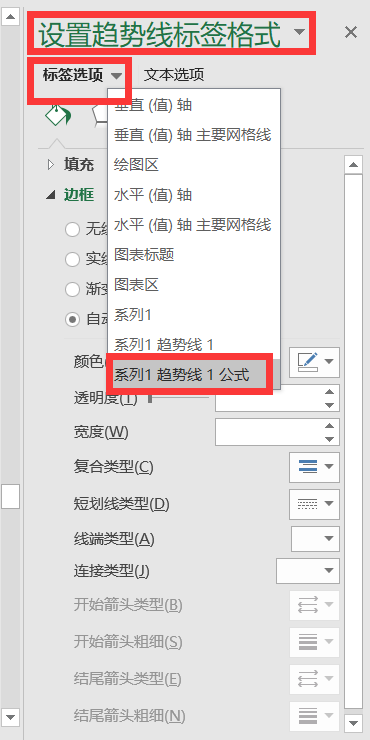 设置趋势线标签格式
标签选项
文本选项
垂直 (值) 轴
垂直 (值) 轴 主要网格线
绘图区
水平 (值) 轴
水平 (值) 轴 主要网格线
图表标题
图表区
系列1
系列1 趋势线 1
系列1 趋势线 1 公式
填充
边框
无
实
渐
自
颜色
透明度(T)
宽度(W)
复合类型(C)
短划线类型(D)
线端类型(A)
连接类型(J)
开始箭头类型(B)
开始箭头粗细(S)
结尾箭头类型(E)
结尾箭头粗细(N)